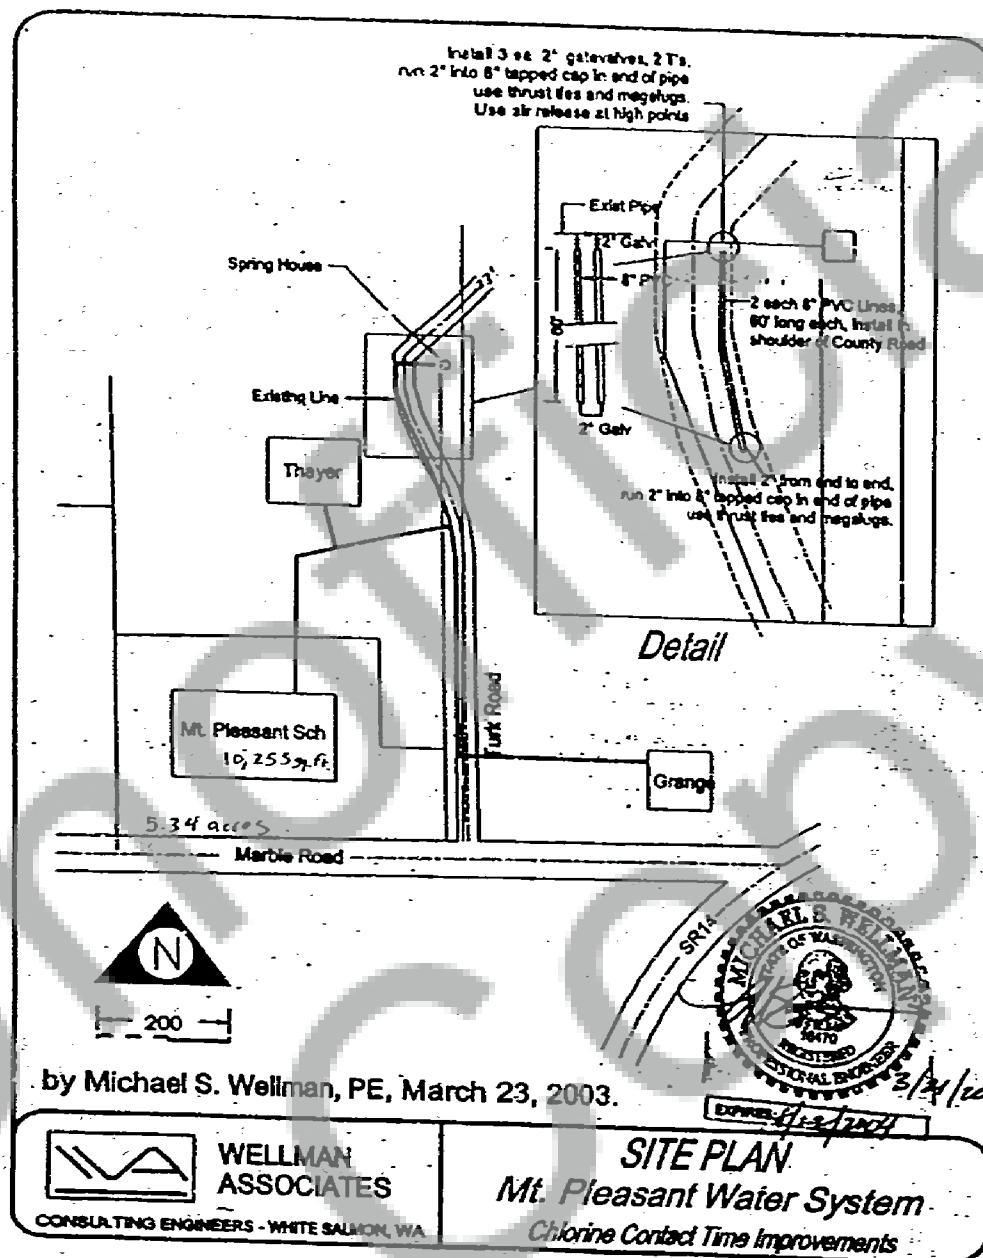 Install 3 ea 2" gatevalves, 2 T's,
run 2" into 8" tapped cap in end of pipe
use thrust ties and megalugs.
Use air release at high points
Exist Pipe
2" Galv
8" PVC
60'
2 each 8" PVC Lines,
60' long each, install in
shoulder of County Road
2" Galv
Install 2" from end to end,
run 2" into 8" tapped cap in end of pipe
use thrust ties and megalugs.
Detail
Spring House
Existing Line
Thayer
Mt. Pleasant Sch
10,255 sq. ft.
Turk Road
Grange
5.34 acres
Marble Road
SR14
N
200
MICHAEL S. WELLMAN
STATE OF WASHINGTON
REGISTERED
PROFESSIONAL ENGINEER
EXPIRES
by Michael S. Wellman, PE, March 23, 2003.
WELLMAN
ASSOCIATES
CONSULTING ENGINEERS - WHITE SALMON, WA
SITE PLAN
Mt. Pleasant Water System
Chlorine Contact Time Improvements